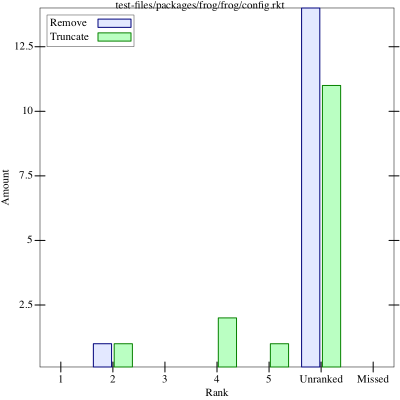 test-files/packages/frog/frog/config.rkt
Remove
Truncate
12.5
10
7.5
5
2.5
Amount
1 2 3 4 5 Unranked Missed
Rank